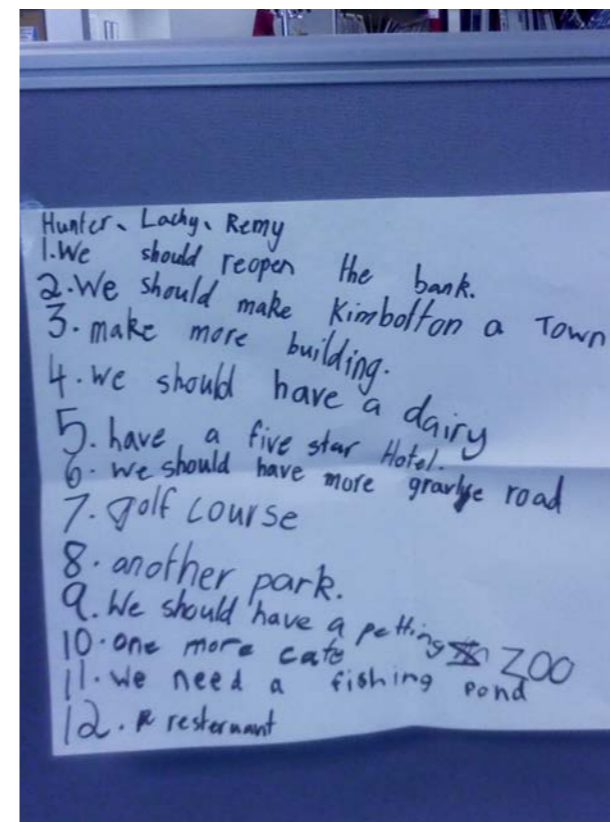 Hunter, Lachy, Remy
1. We should reopen the bank.
2. We should make Kimbolton a Town
3. make more building.
4. We should have a dairy
5. have a five star Hotel.
6. we should have more gravlye road
7. golf course
8. another park.
9. We should have a petting ZOO
10. one more cafe
11. we need a fishing pond
12. resternant